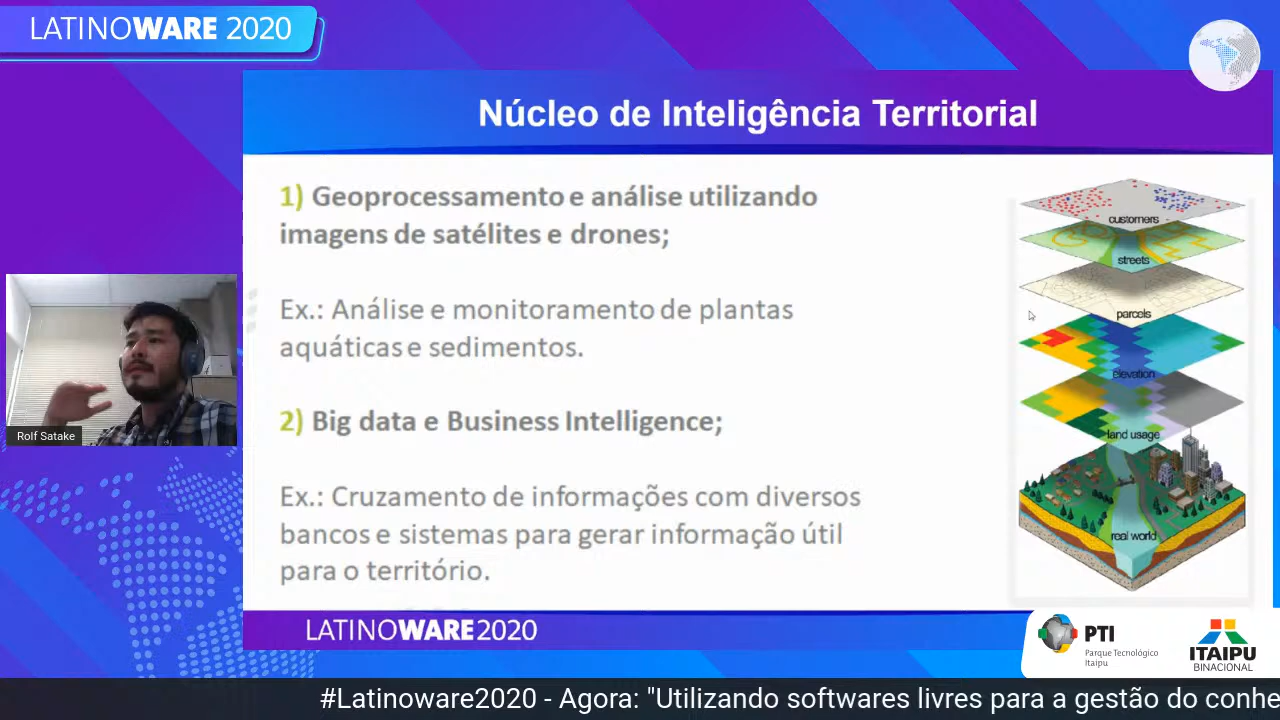 LATINOWARE 2020
Núcleo de Inteligência Territorial
1) Geoprocessamento e análise utilizando
imagens de satélites e drones;
Ex.: Análise e monitoramento de plantas
aquáticas e sedimentos.
2) Big data e Business Intelligence;
Ex.: Cruzamento de informações com diversos
bancos e sistemas para gerar informação útil
para o território.
customers
streets
parcels
elevation
land usage
real world
Rolf Satake
LATINOWARE2020
PTI
Parque Tecnológico
Itaipu
ITAIPU
BINACIONAL
#Latinoware2020 - Agora: "Utilizando softwares livres para a gestão do conhe